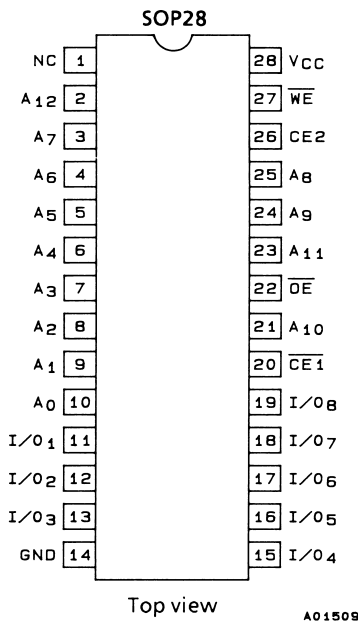 SOP28
NC 1 28 VCC
A12 2 27 WE
A7 3 26 CE2
A6 4 25 A8
A5 5 24 A9
A4 6 23 A11
A3 7 22 OE
A2 8 21 A10
A1 9 20 CE1
A0 10 19 I/O8
I/O1 11 18 I/O7
I/O2 12 17 I/O6
I/O3 13 16 I/O5
GND 14 15 I/O4
Top view
A01509